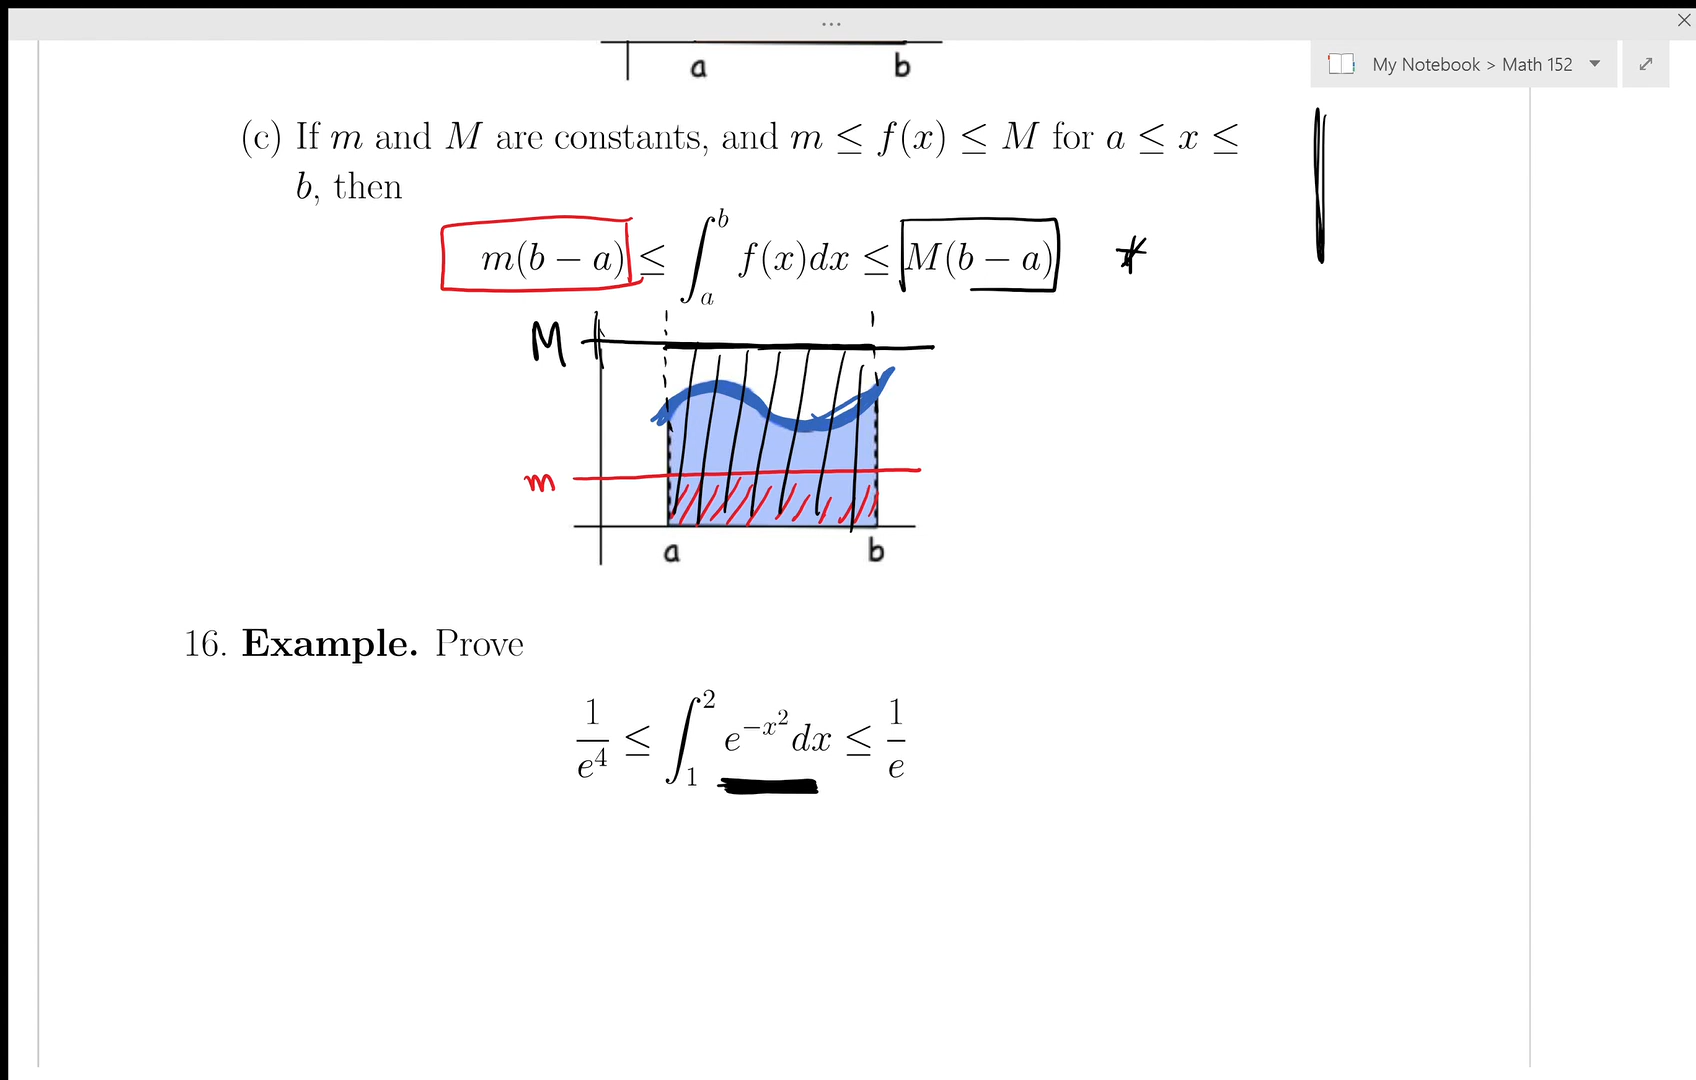 ...
My Notebook > Math 152
a b
(c) If m and M are constants, and m ≤ f(x) ≤ M for a ≤ x ≤
b, then
m(b − a) ≤ ∫_a^b f(x)dx ≤ M(b − a) *
M
m
a b
16. Example. Prove
1/e^4 ≤ ∫_1^2 e^{−x^2} dx ≤ 1/e